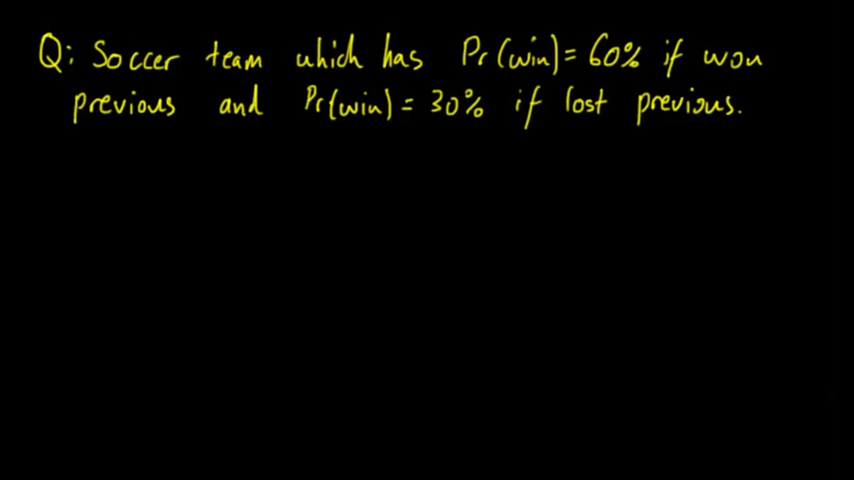 Q: Soccer team which has Pr(win)= 60% if won
previous and Pr(win) = 30% if lost previous.